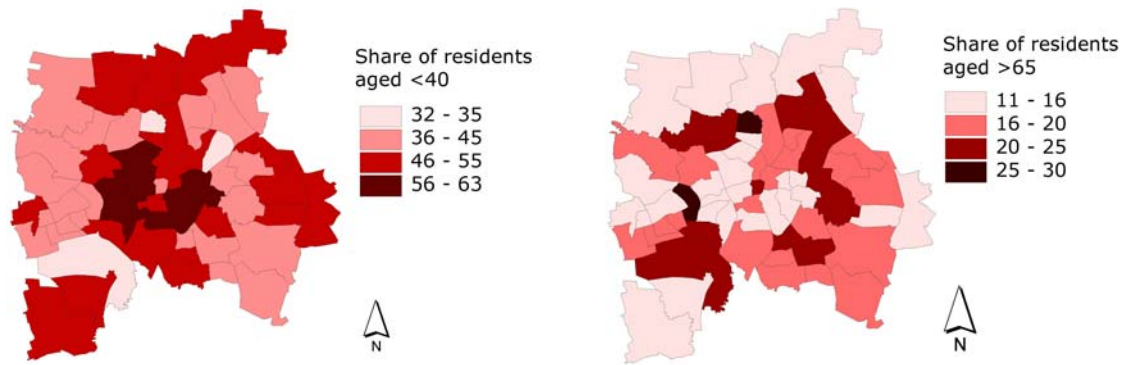 Share of residents
aged <40
32 - 35
36 - 45
46 - 55
56 - 63
N
Share of residents
aged >65
11 - 16
16 - 20
20 - 25
25 - 30
N